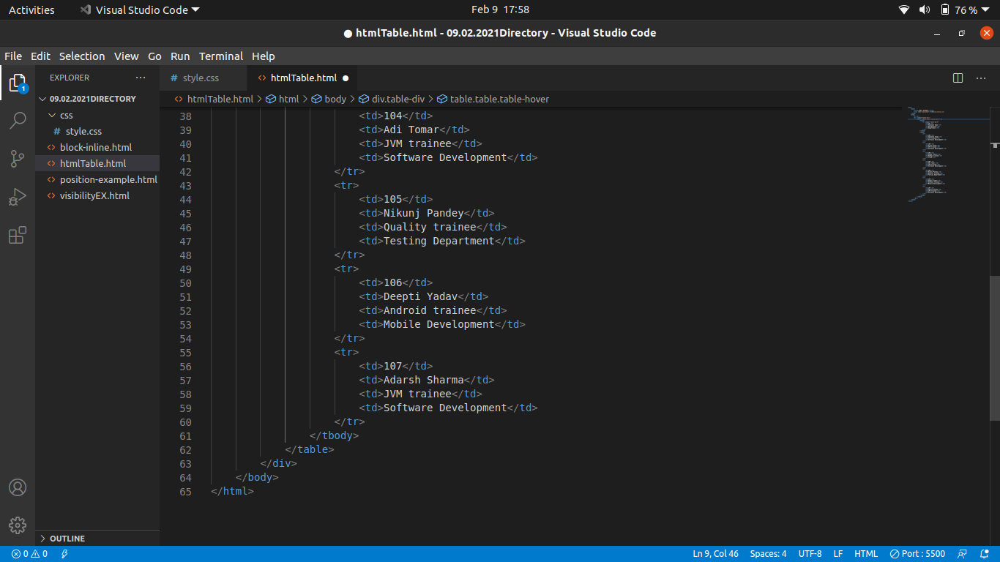 Activities Visual Studio Code Feb 9 17:58 76 %
● htmlTable.html - 09.02.2021Directory - Visual Studio Code
File Edit Selection View Go Run Terminal Help
EXPLORER ...
1
09.02.2021DIRECTORY
css
# style.css
<> block-inline.html
<> htmlTable.html
<> position-example.html
<> visibilityEX.html
OUTLINE
# style.css <> htmlTable.html ●
<> htmlTable.html > html > body > div.table-div > table.table.table-hover
38 <td>104</td>
39 <td>Adi Tomar</td>
40 <td>JVM trainee</td>
41 <td>Software Development</td>
42 </tr>
43 <tr>
44 <td>105</td>
45 <td>Nikunj Pandey</td>
46 <td>Quality trainee</td>
47 <td>Testing Department</td>
48 </tr>
49 <tr>
50 <td>106</td>
51 <td>Deepti Yadav</td>
52 <td>Android trainee</td>
53 <td>Mobile Development</td>
54 </tr>
55 <tr>
56 <td>107</td>
57 <td>Adarsh Sharma</td>
58 <td>JVM trainee</td>
59 <td>Software Development</td>
60 </tr>
61 </tbody>
62 </table>
63 </div>
64 </body>
65 </html>
0 0 Ln 9, Col 46 Spaces: 4 UTF-8 LF HTML Port : 5500